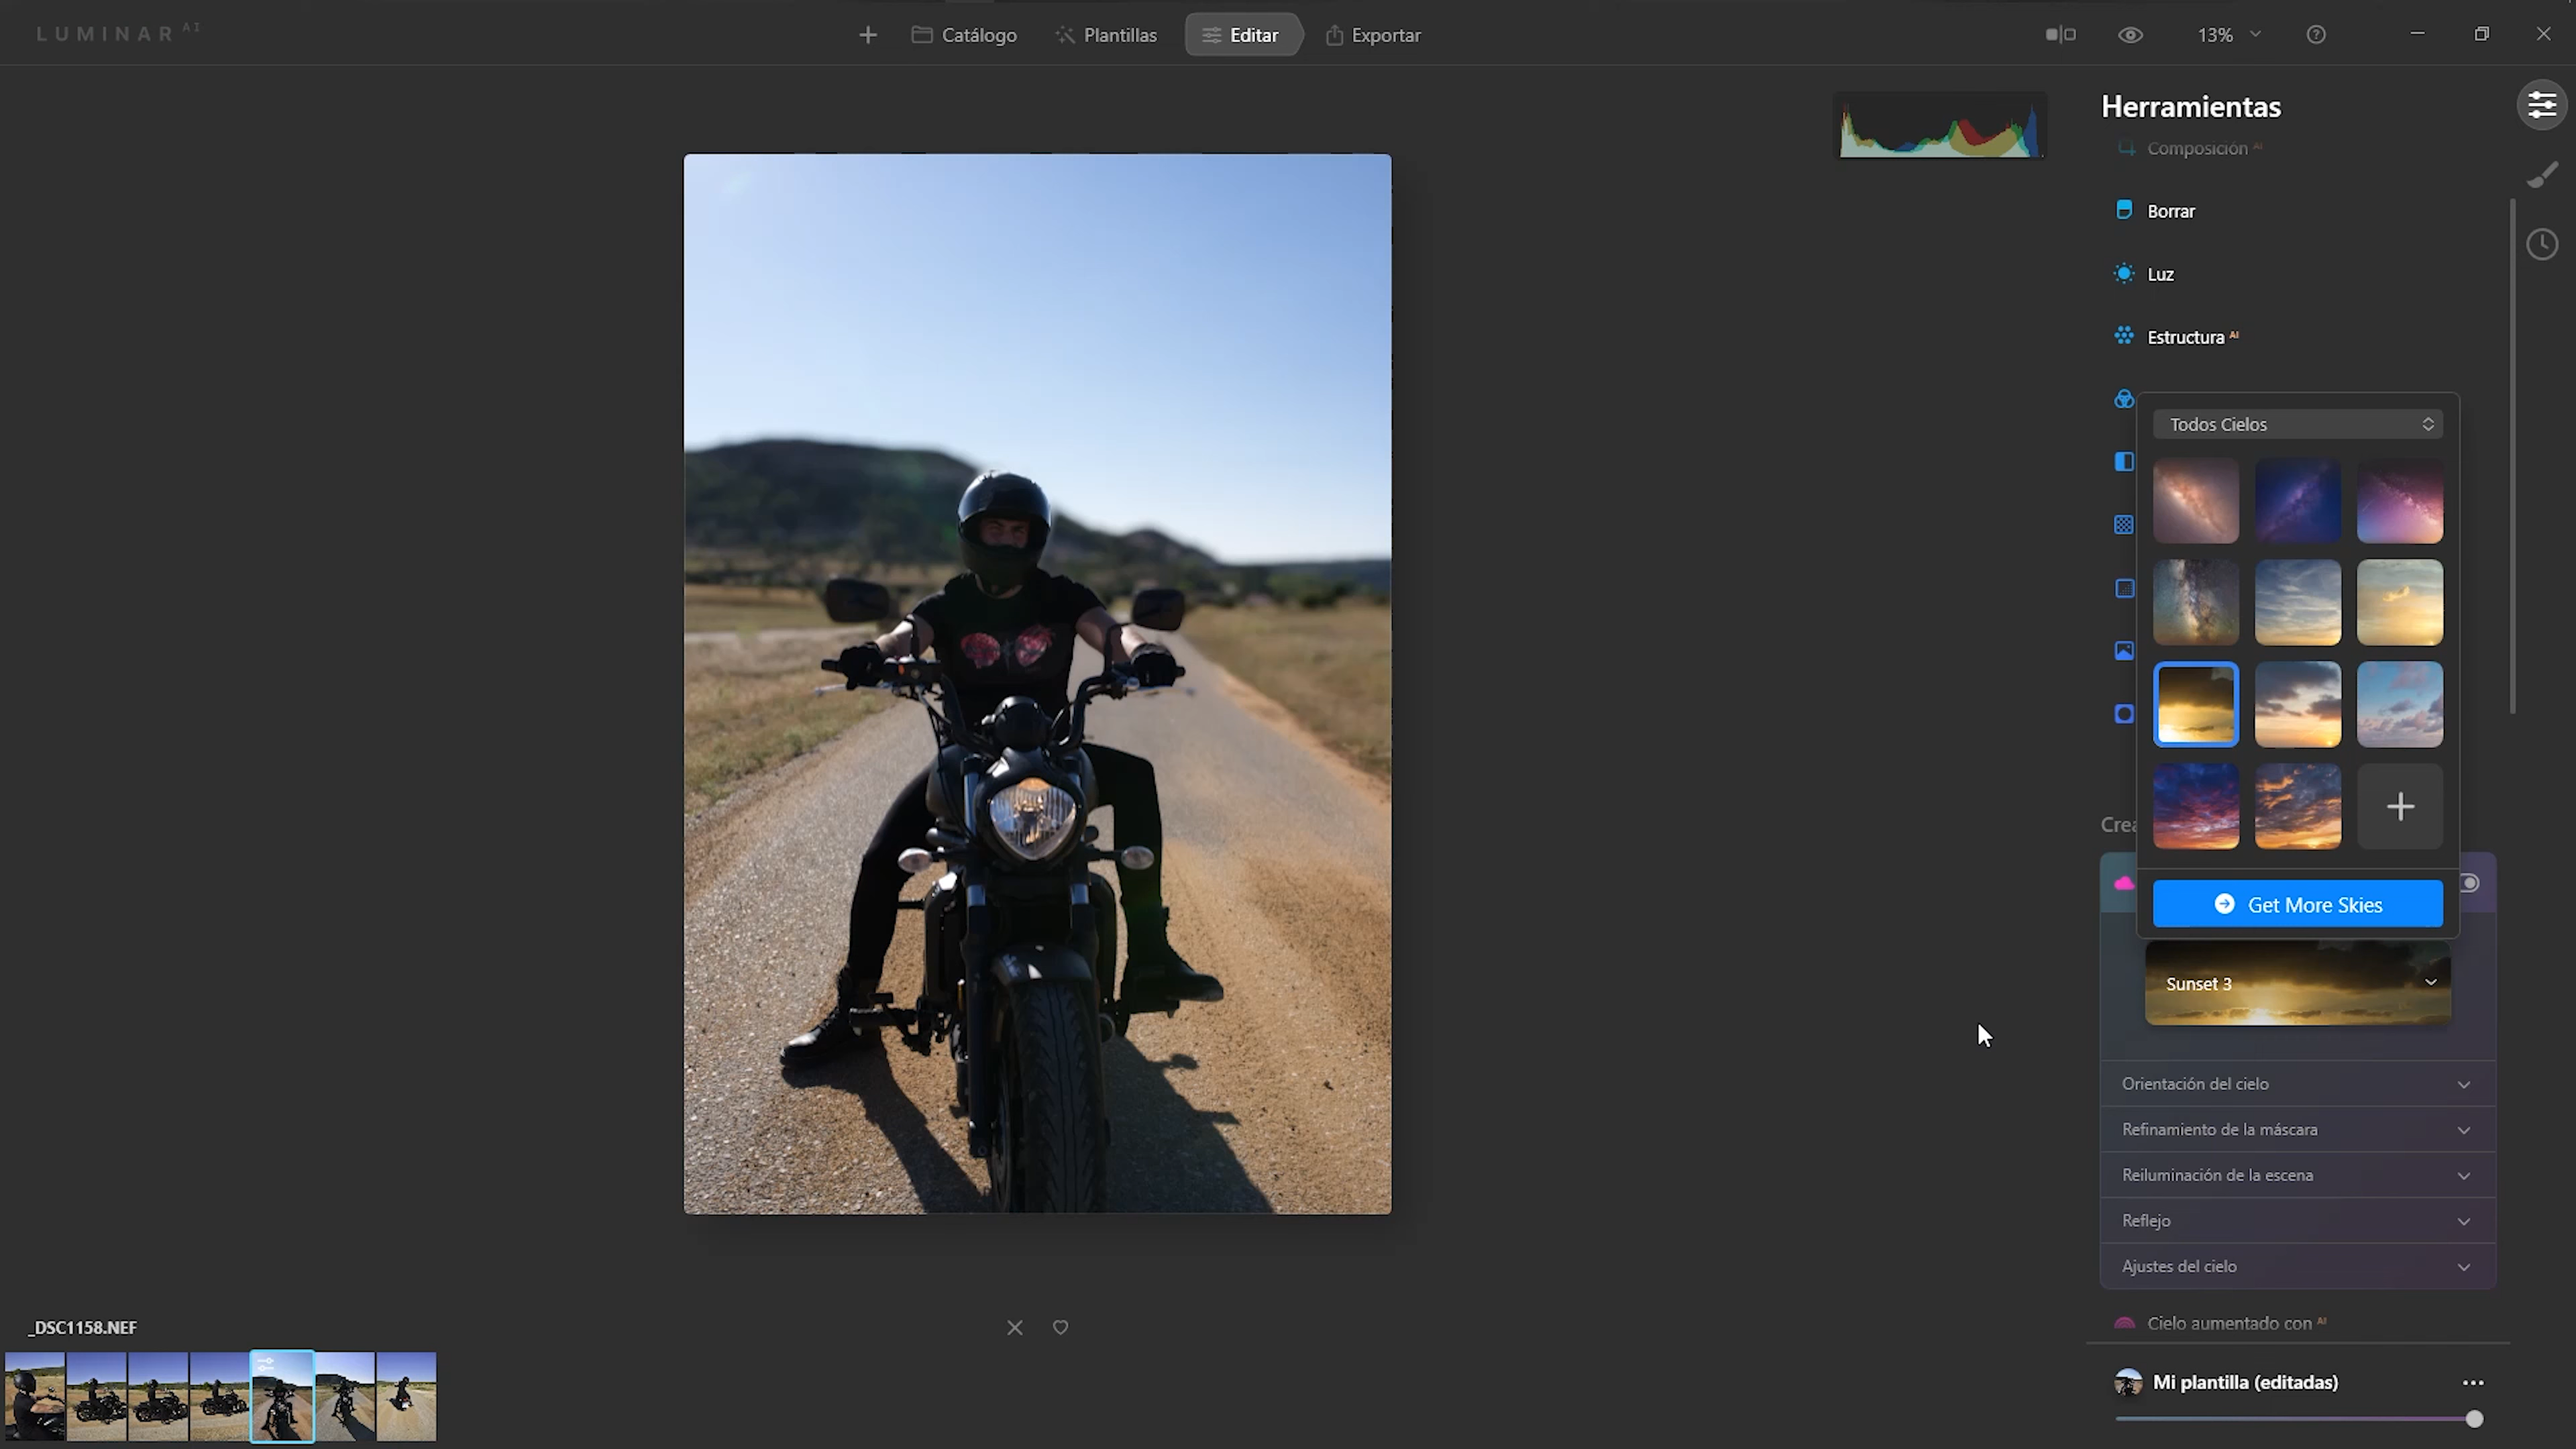 LUMINAR AI
Catálogo
Plantillas
Editar
Exportar
13%
Herramientas
Composición AI
Borrar
Luz
Estructura AI
Todos Cielos
Crea
Get More Skies
Sunset 3
Orientación del cielo
Refinamiento de la máscara
Reiluminación de la escena
Reflejo
Ajustes del cielo
Cielo aumentado con AI
_DSC1158.NEF
Mi plantilla (editadas)